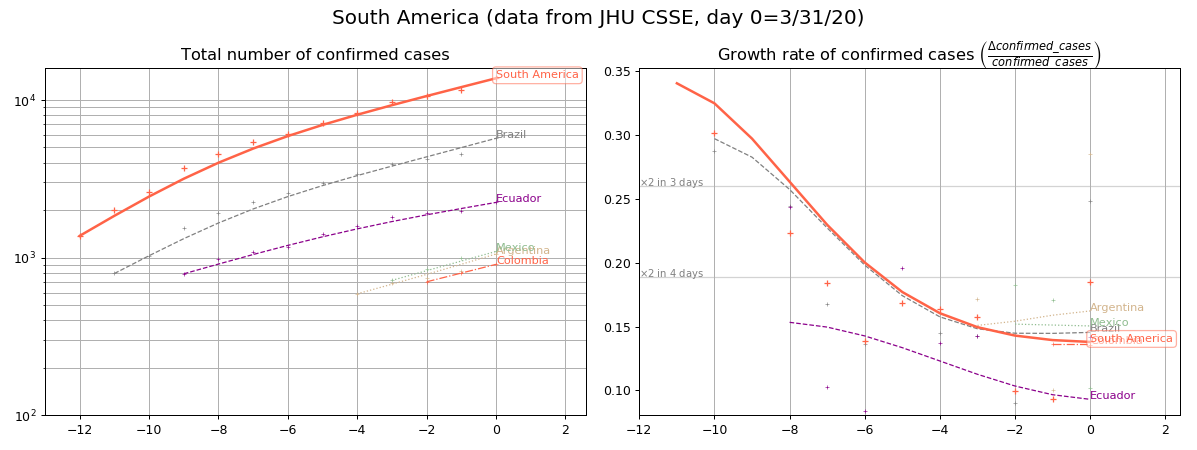 South America (data from JHU CSSE, day 0=3/31/20)
Total number of confirmed cases
10^4
10^3
10^2
South America
Brazil
Ecuador
Mexico
Argentina
Colombia
−12 −10 −8 −6 −4 −2 0 2
Growth rate of confirmed cases (Δconfirmed_cases / confirmed_cases)
0.35
0.30
0.25
0.20
0.15
0.10
×2 in 3 days
×2 in 4 days
Argentina
Mexico
Brazil
South America
Ecuador
−12 −10 −8 −6 −4 −2 0 2